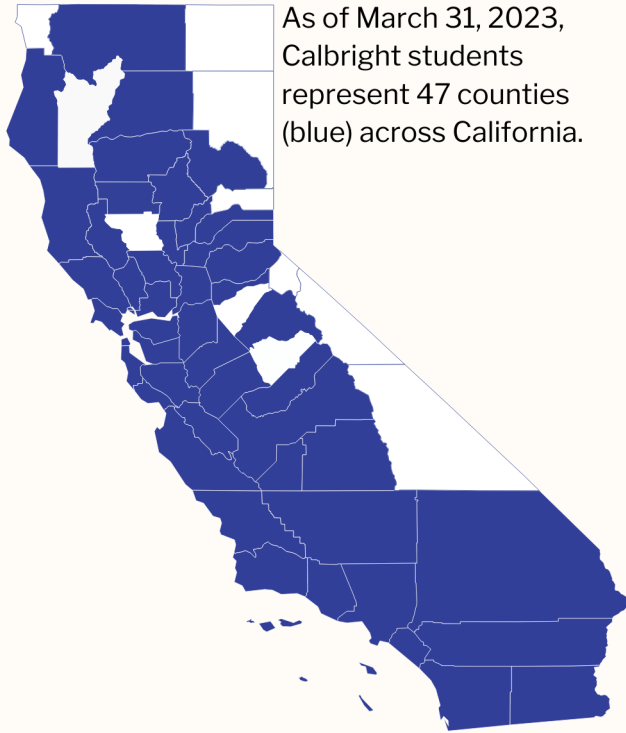 As of March 31, 2023,
Calbright students
represent 47 counties
(blue) across California.